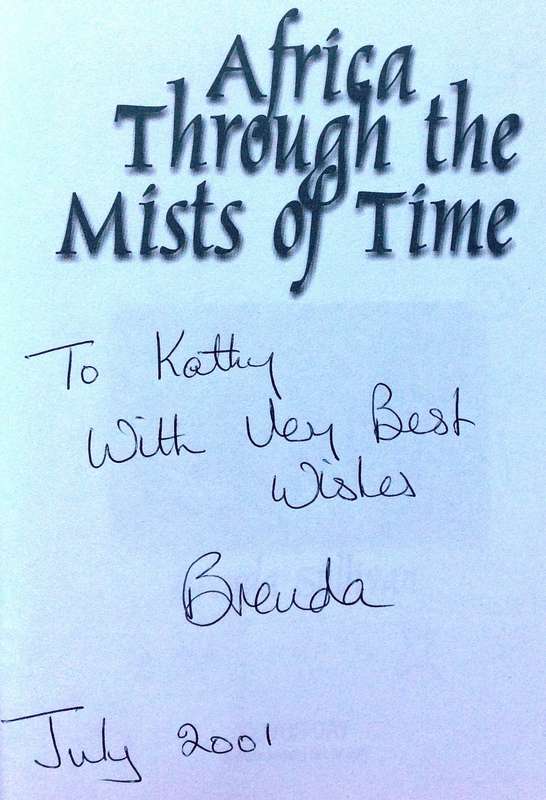 Africa
Through the
Mists of Time
To Kathy
With Very Best
Wishes
Brenda
July 2001